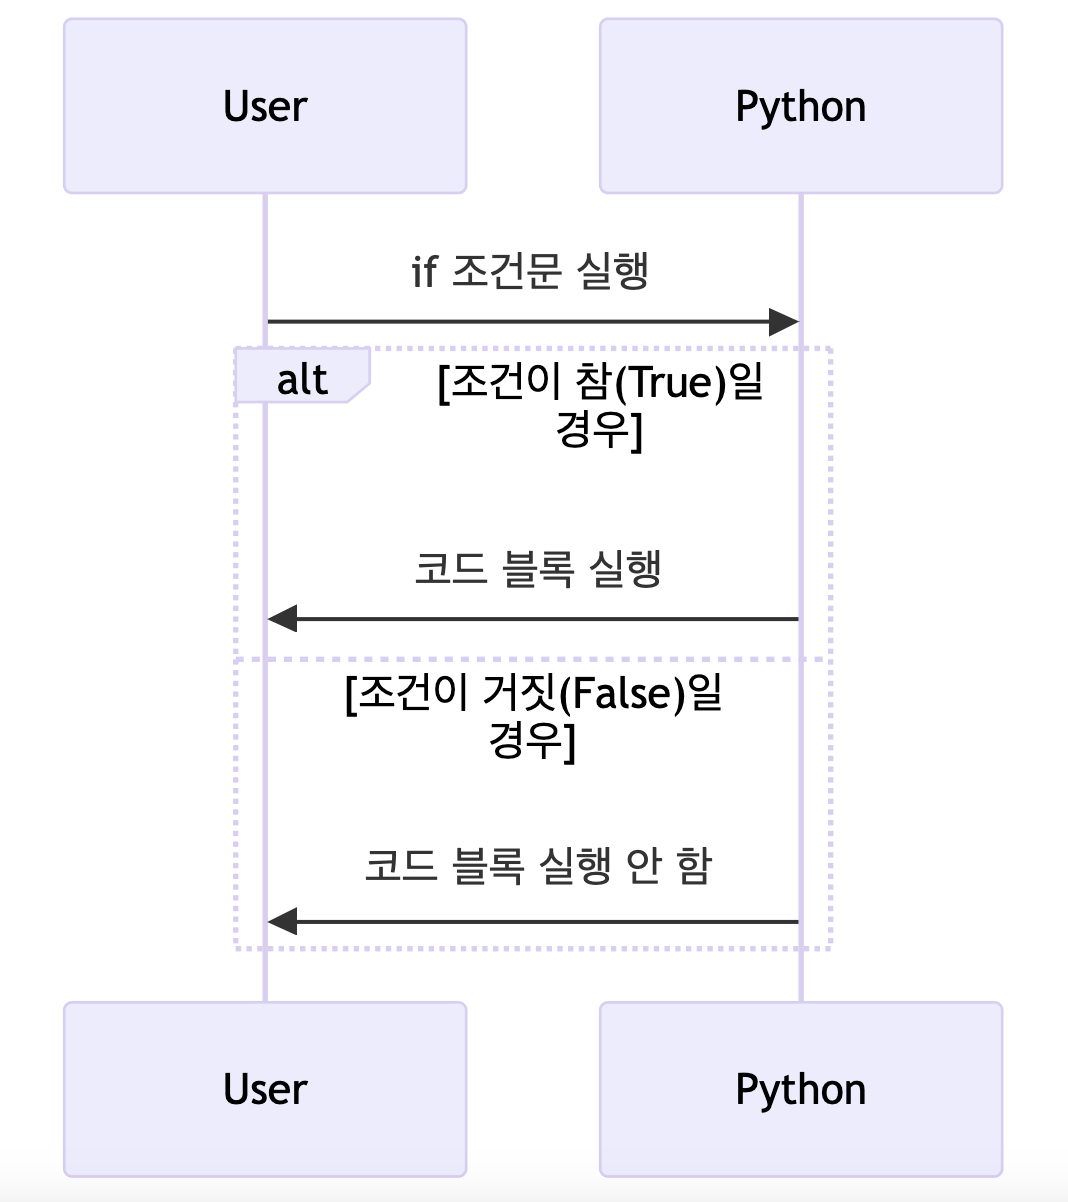 User
Python
if 조건문 실행
alt
[조건이 참(True)일
경우]
코드 블록 실행
[조건이 거짓(False)일
경우]
코드 블록 실행 안 함
User
Python